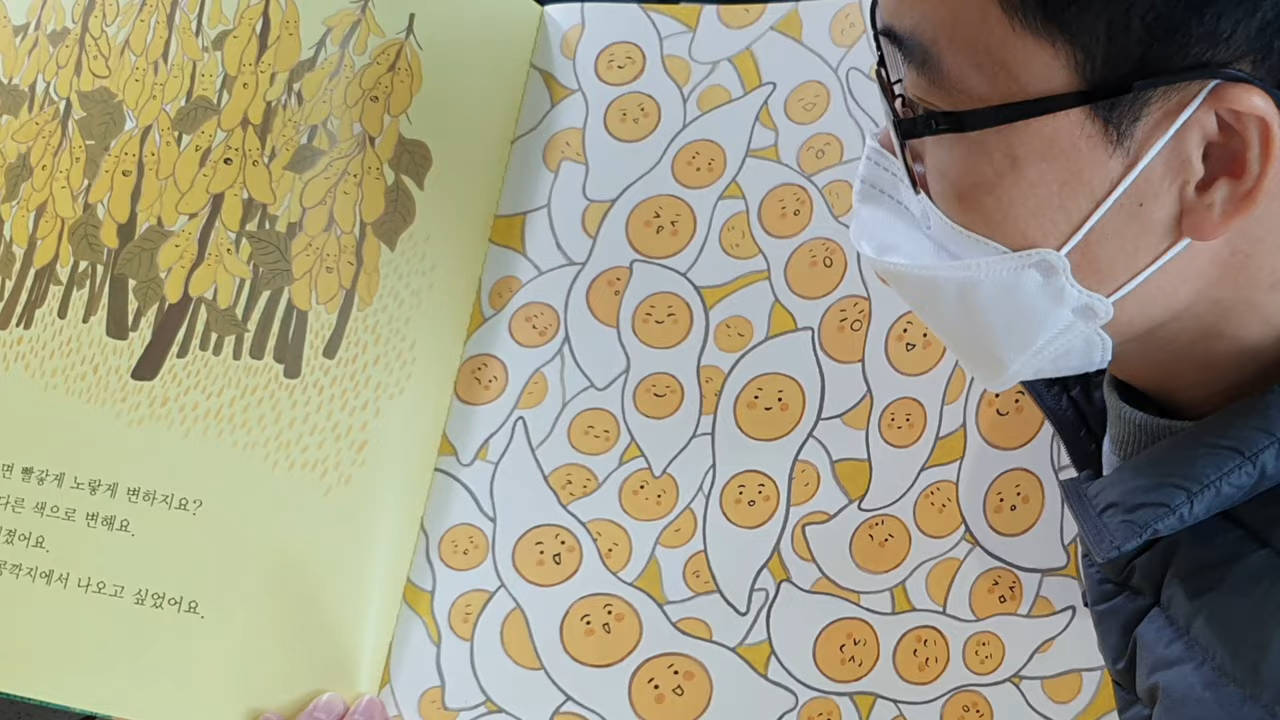 면 빨갛게 노랗게 변하지요?
다른 색으로 변해요.
졌어요.
콩깍지에서 나오고 싶었어요.